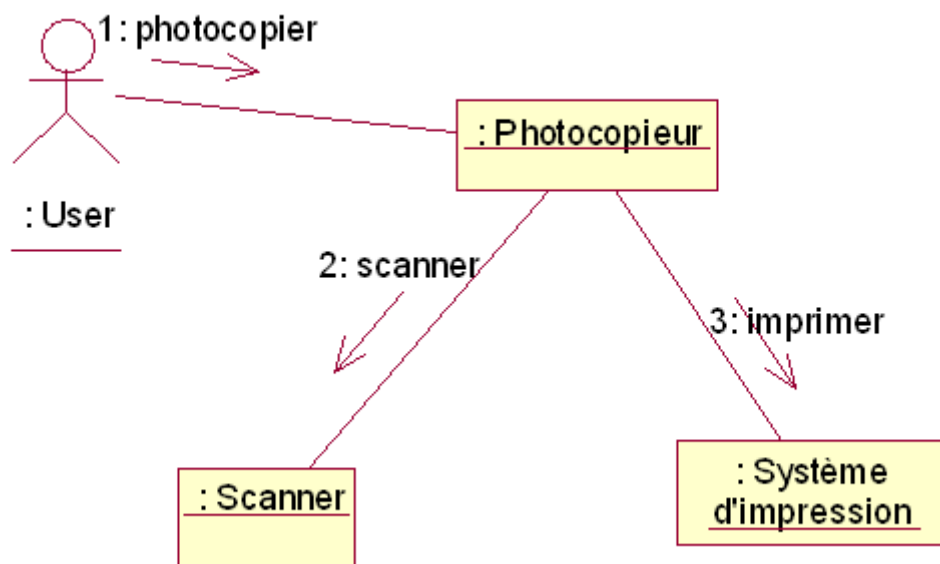 1: photocopier
: Photocopieur
: User
2: scanner
3: imprimer
: Scanner
: Système
d'impression